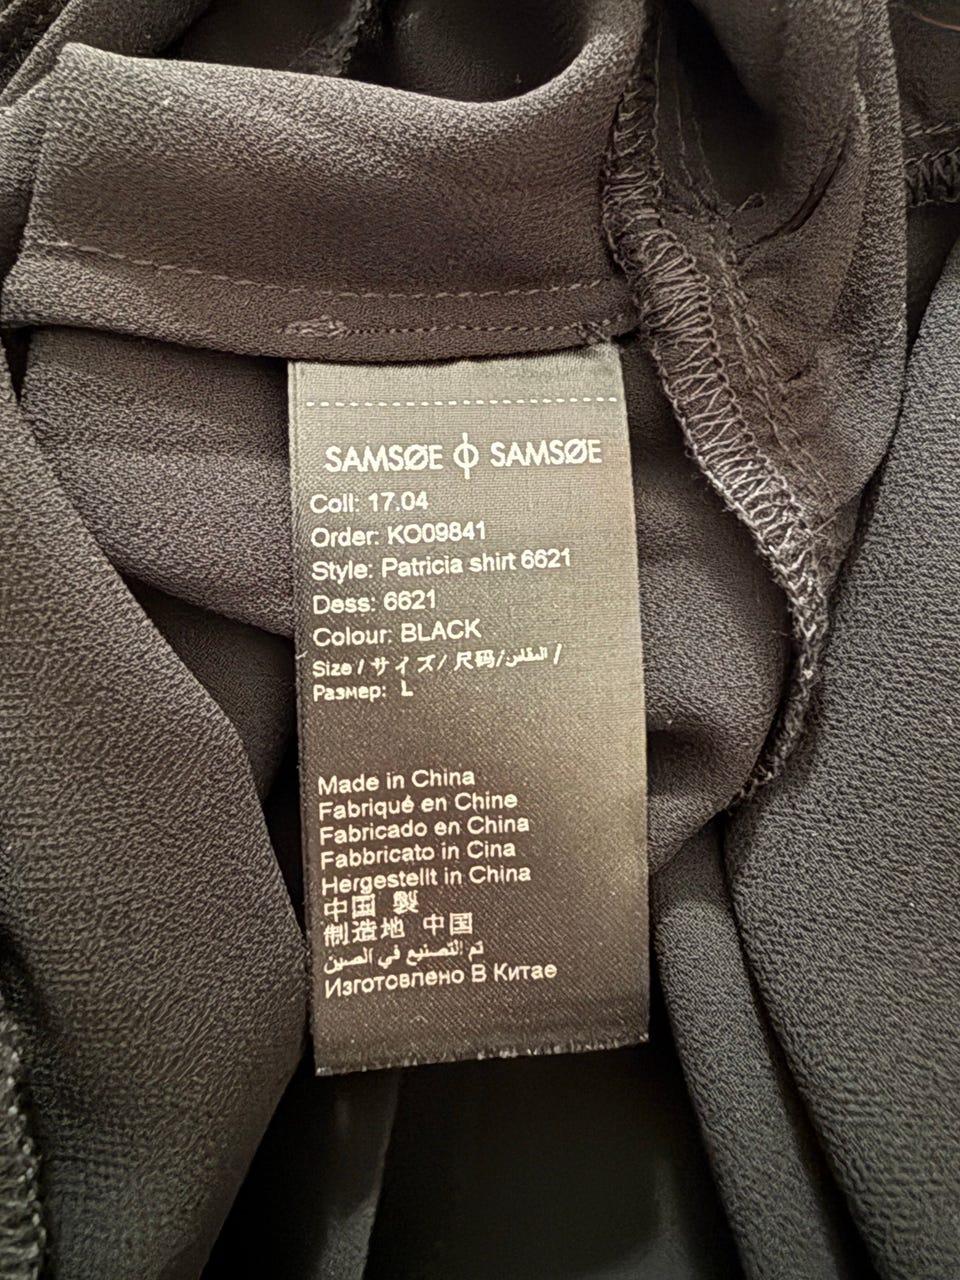 SAMSØE ϕ SAMSØE
Coll: 17.04
Order: KO09841
Style: Patricia shirt 6621
Dess: 6621
Colour: BLACK
Size / サイズ/ 尺码/المقاس /
Размер: L
Made in China
Fabriqué en Chine
Fabricado en China
Fabbricato in Cina
Hergestellt in China
中国 製
制造地 中国
تم التصنيع في الصين
Изготовлено В Китае